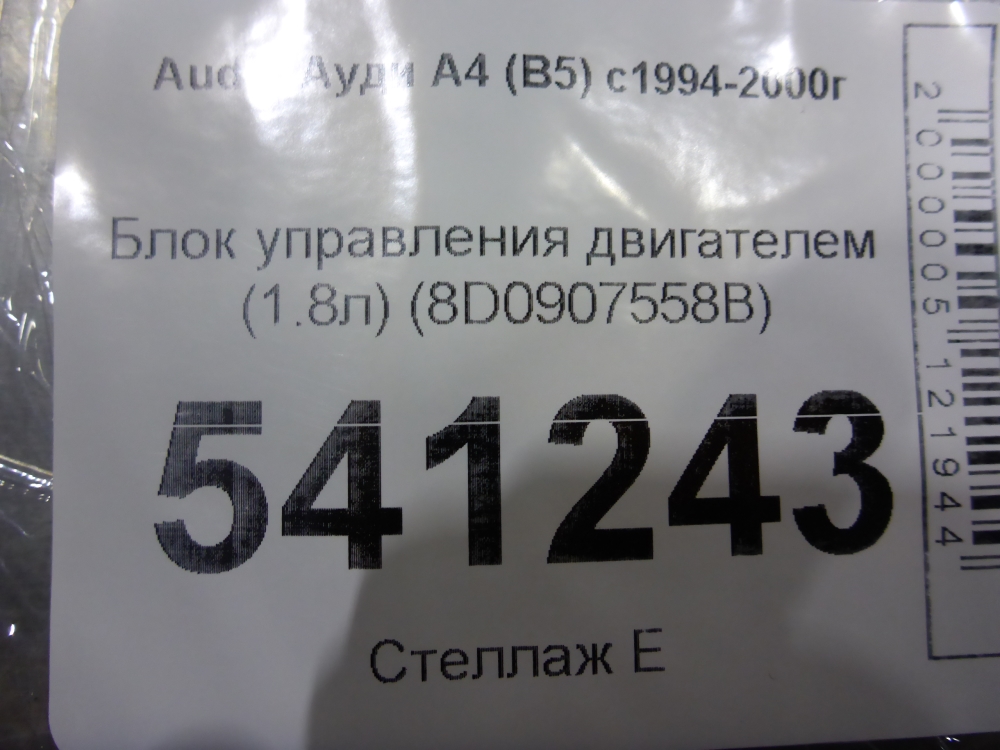 Ауди A4 (B5) с1994-2000г
Блок управления двигателем
(1.8л) (8D0907558B)
541243
Стеллаж E
2000005121944